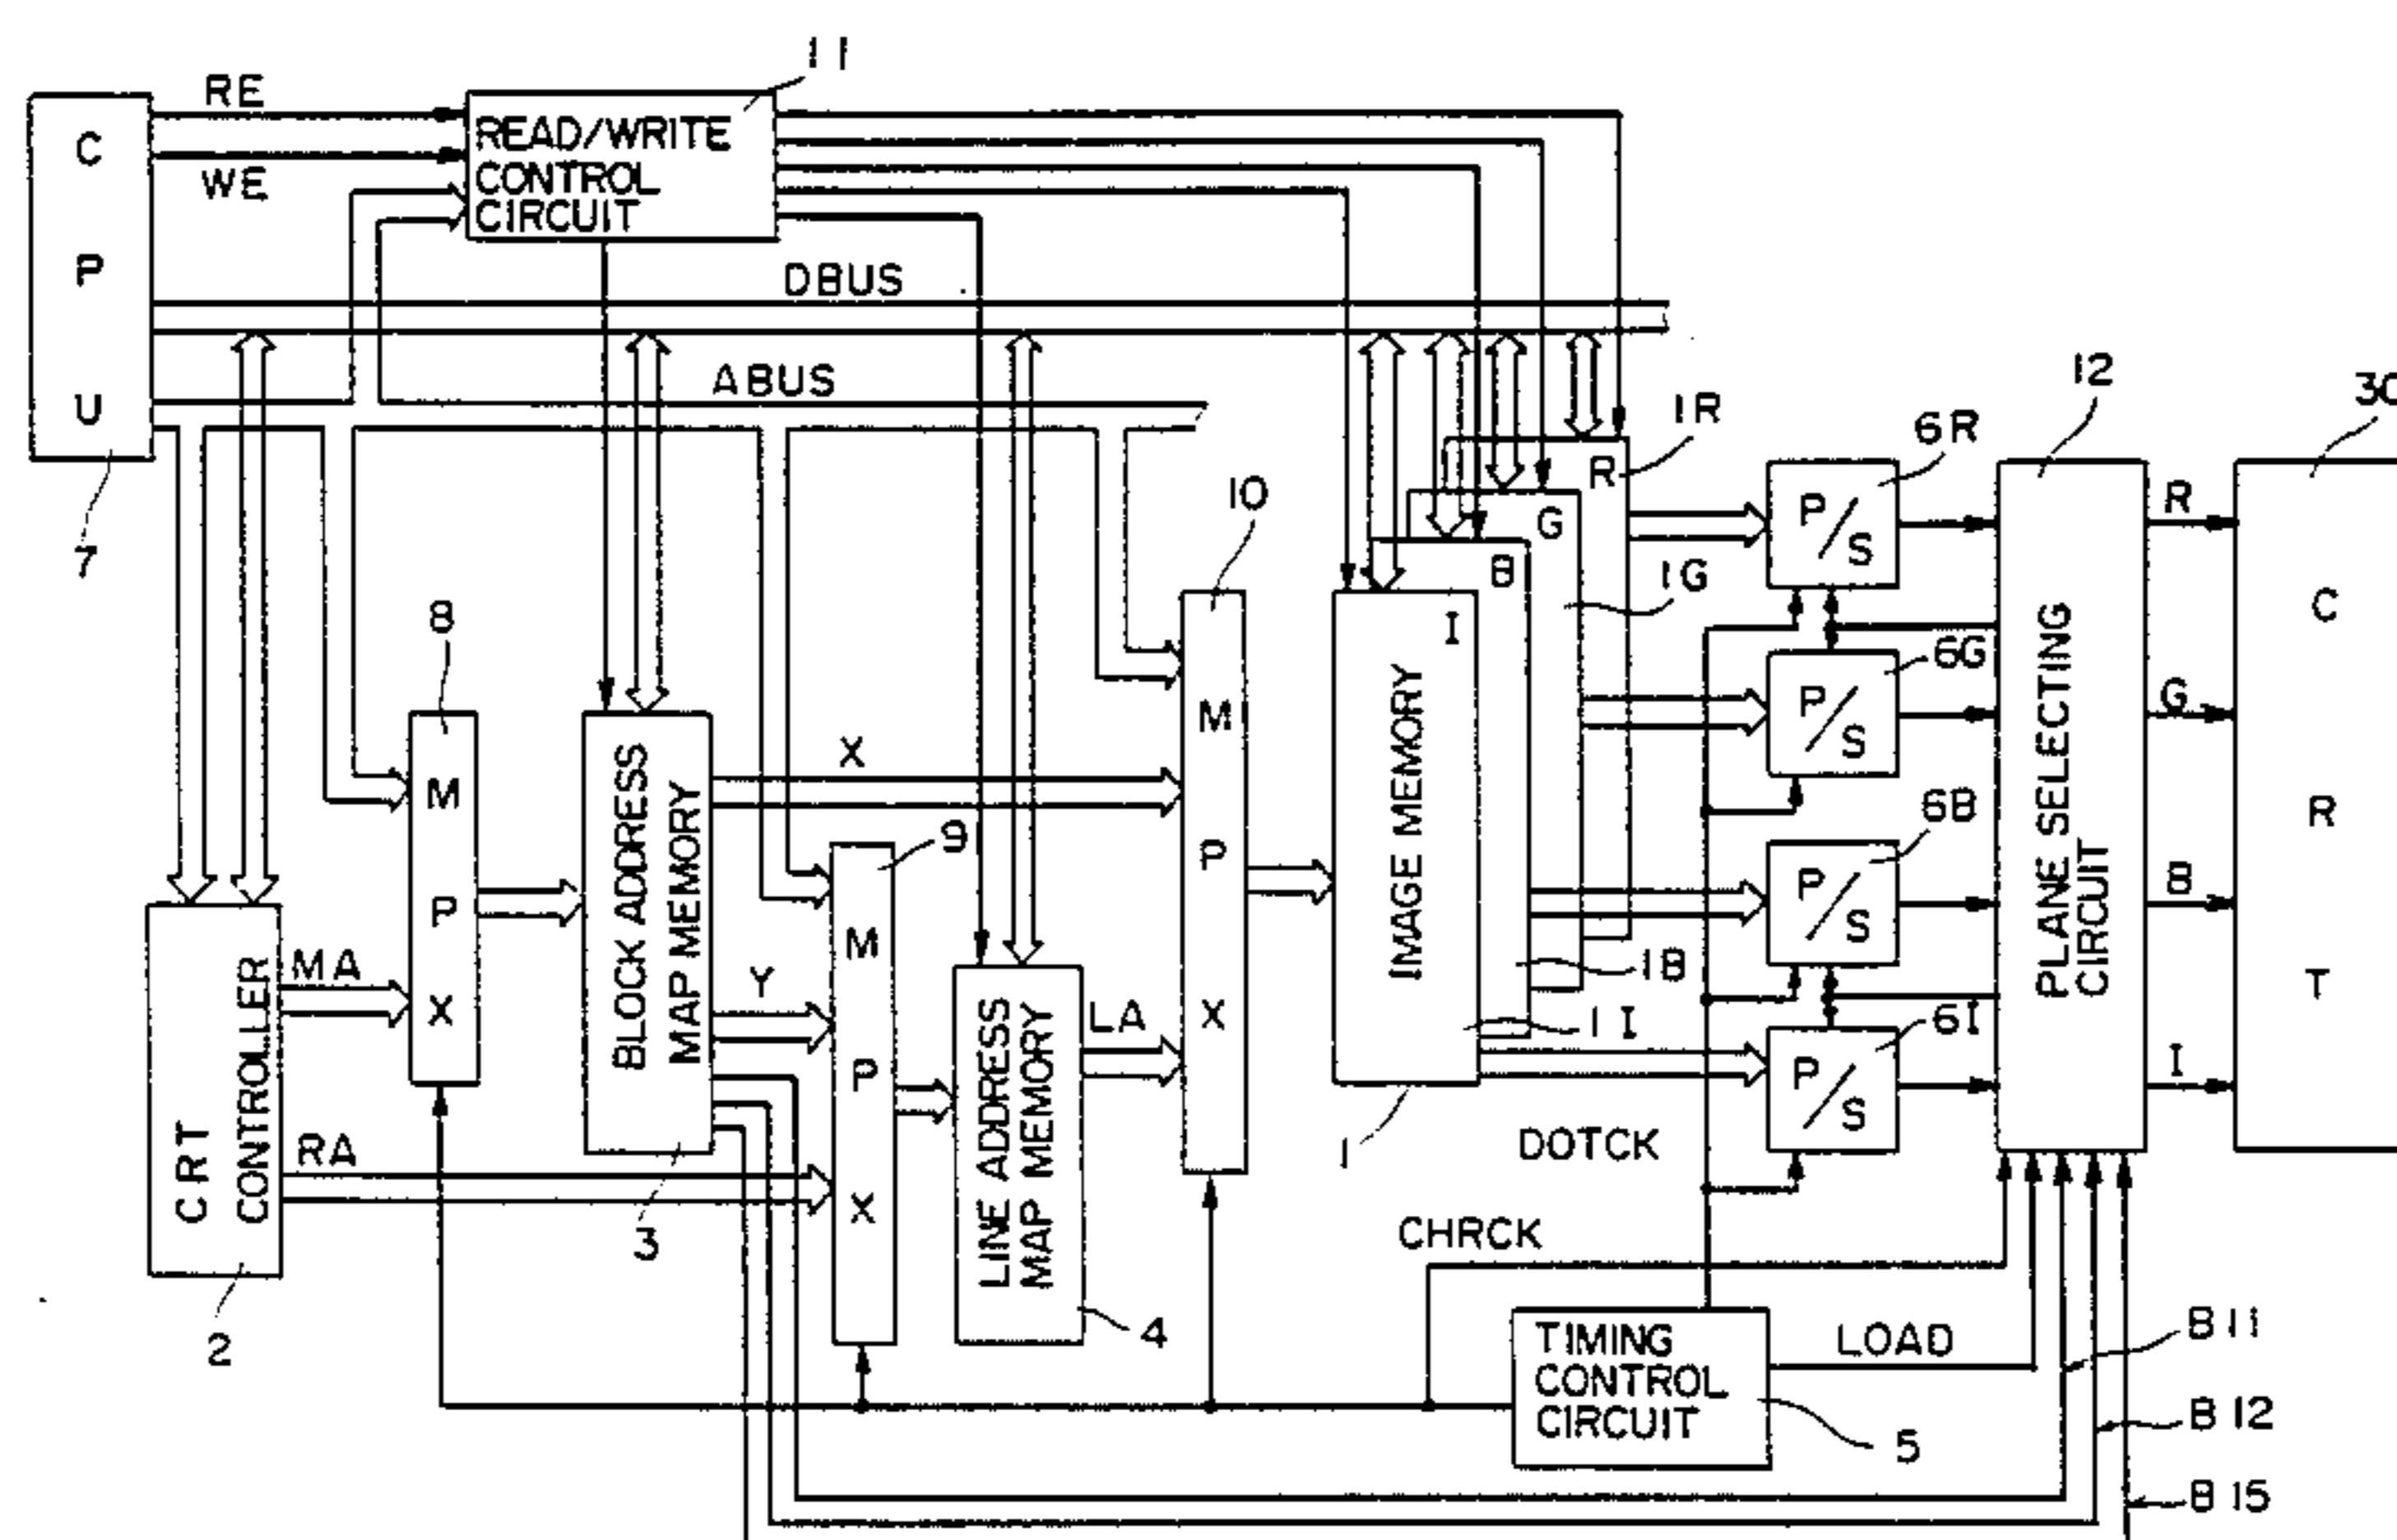 11
RE
WE
C
P
U
7
READ/WRITE
CONTROL
CIRCUIT
DBUS
ABUS
1R
R
10
G
1G
B
I
6R
P/S
12
30
R
C
8
M
P
X
BLOCK ADDRESS
MAP MEMORY
X
9
M
P
X
M
P
X
IMAGE MEMORY
6G
P/S
PLANE SELECTING
CIRCUIT
G
R
6B
P/S
B
T
MA
Y
LA
1B
1I
6I
P/S
I
CRT
CONTROLLER
RA
LINE ADDRESS
MAP MEMORY
1
DOTCK
3
CHRCK
2
4
TIMING
CONTROL
CIRCUIT
LOAD
5
B11
B12
B15